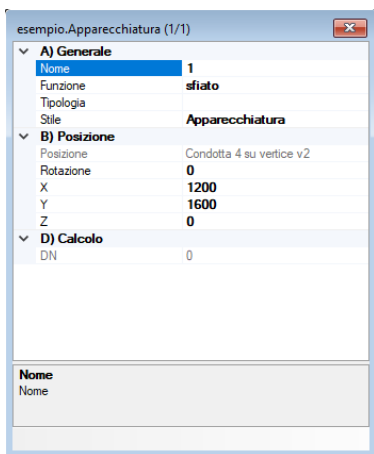 esempio.Apparecchiatura (1/1)
A) Generale
Nome 1
Funzione sfiato
Tipologia
Stile Apparecchiatura
B) Posizione
Posizione Condotta 4 su vertice v2
Rotazione 0
X 1200
Y 1600
Z 0
D) Calcolo
DN 0
Nome
Nome